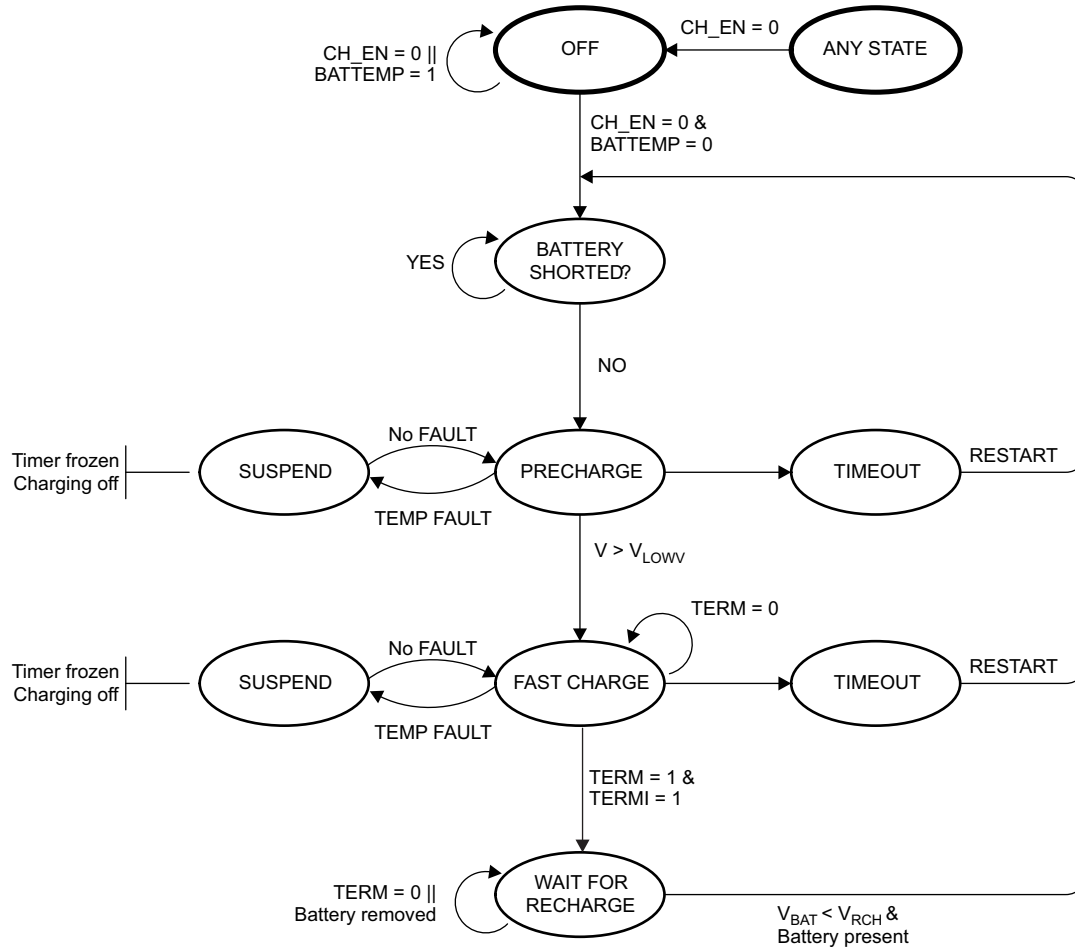 CH_EN = 0 ||
BATTEMP = 1
OFF
CH_EN = 0
ANY STATE
CH_EN = 0 &
BATTEMP = 0
YES
BATTERY
SHORTED?
NO
Timer frozen
Charging off
SUSPEND
No FAULT
TEMP FAULT
PRECHARGE
TIMEOUT
RESTART
V > VLOWV
TERM = 0
Timer frozen
Charging off
SUSPEND
No FAULT
TEMP FAULT
FAST CHARGE
TIMEOUT
RESTART
TERM = 1 &
TERMI = 1
TERM = 0 ||
Battery removed
WAIT FOR
RECHARGE
VBAT < VRCH &
Battery present